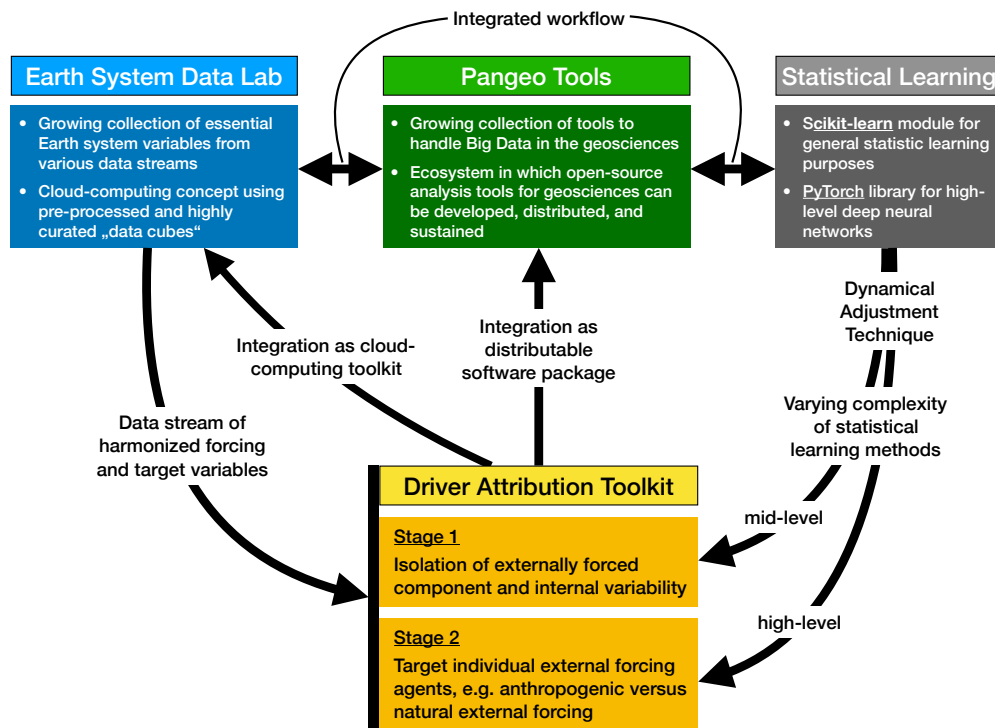 Integrated workflow
Earth System Data Lab
Pangeo Tools
Statistical Learning
• Growing collection of essential
Earth system variables from
various data streams
• Cloud-computing concept using
pre-processed and highly
curated „data cubes“
• Growing collection of tools to
handle Big Data in the geosciences
• Ecosystem in which open-source
analysis tools for geosciences can
be developed, distributed, and
sustained
• Scikit-learn module for
general statistic learning
purposes
• PyTorch library for high-
level deep neural
networks
Dynamical
Adjustment
Technique
Integration as cloud-
computing toolkit
Integration as
distributable
software package
Data stream of
harmonized forcing
and target variables
Varying complexity
of statistical
learning methods
Driver Attribution Toolkit
mid-level
Stage 1
Isolation of externally forced
component and internal variability
high-level
Stage 2
Target individual external forcing
agents, e.g. anthropogenic versus
natural external forcing